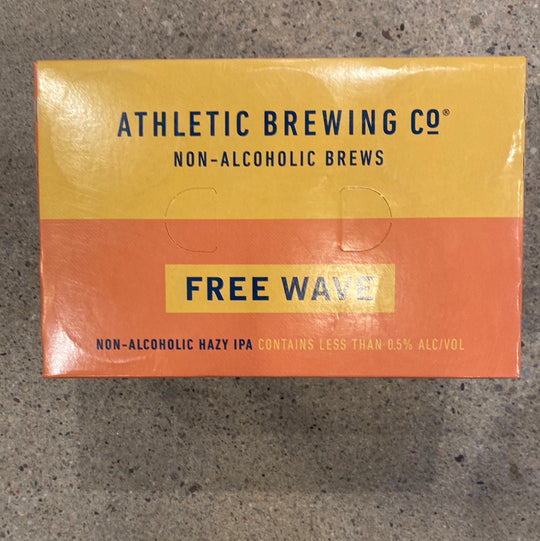 ATHLETIC BREWING Co®
NON-ALCOHOLIC BREWS
FREE WAVE
NON-ALCOHOLIC HAZY IPA CONTAINS LESS THAN 0.5% ALC/VOL